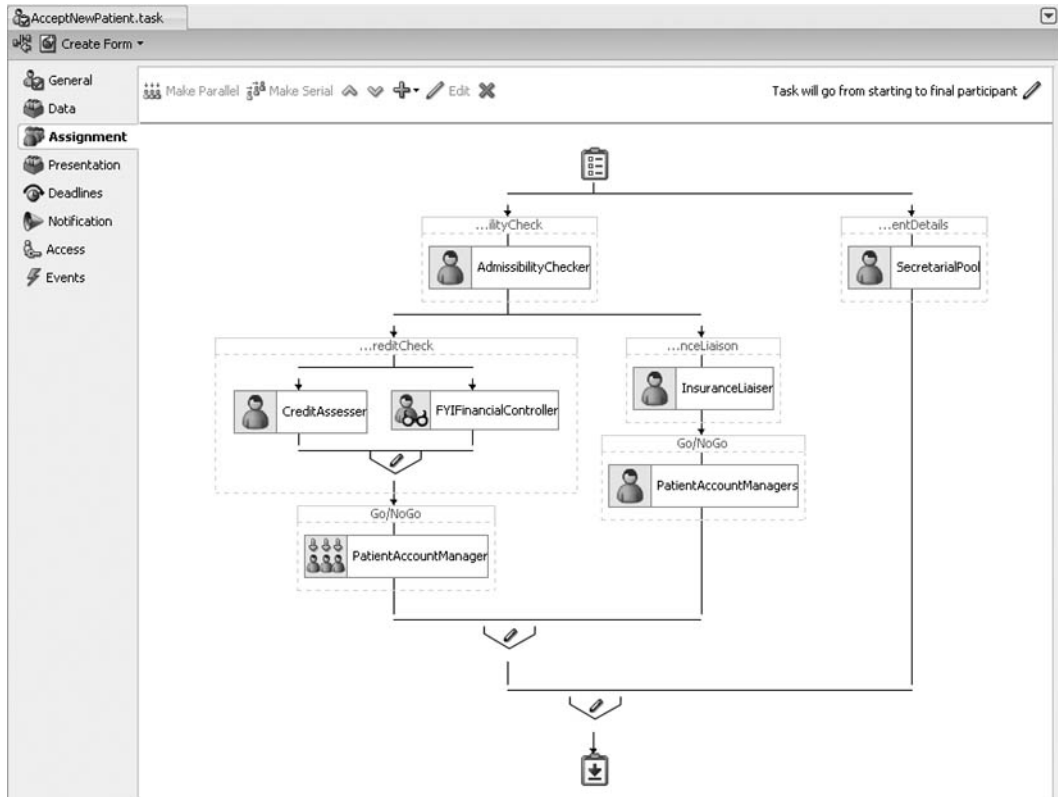 AcceptNewPatient.task
Create Form
General
Data
Assignment
Presentation
Deadlines
Notification
Access
Events
Make Parallel Make Serial Edit
Task will go from starting to final participant
...ilityCheck
...entDetails
AdmissibilityChecker
SecretarialPool
...reditCheck
...nceLiaison
CreditAssesser
FYIFinancialController
InsuranceLiaiser
Go/NoGo
PatientAccountManagers
Go/NoGo
PatientAccountManager